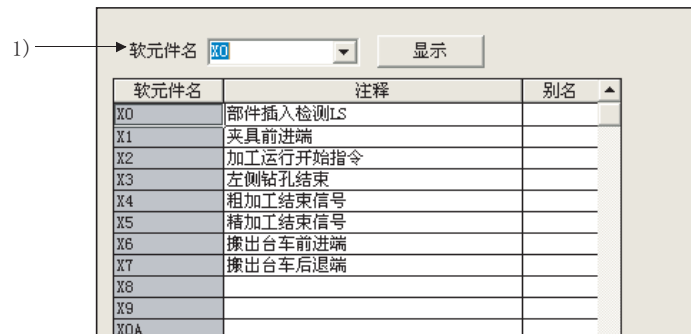 1) 软元件名 X0 显示
软元件名 注释 别名
X0 部件插入检测LS
X1 夹具前进端
X2 加工运行开始指令
X3 左侧钻孔结束
X4 粗加工结束信号
X5 精加工结束信号
X6 搬出台车前进端
X7 搬出台车后退端
X8
X9
X0A